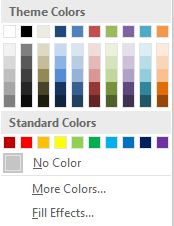 Theme Colors
Standard Colors
No Color
More Colors...
Fill Effects...